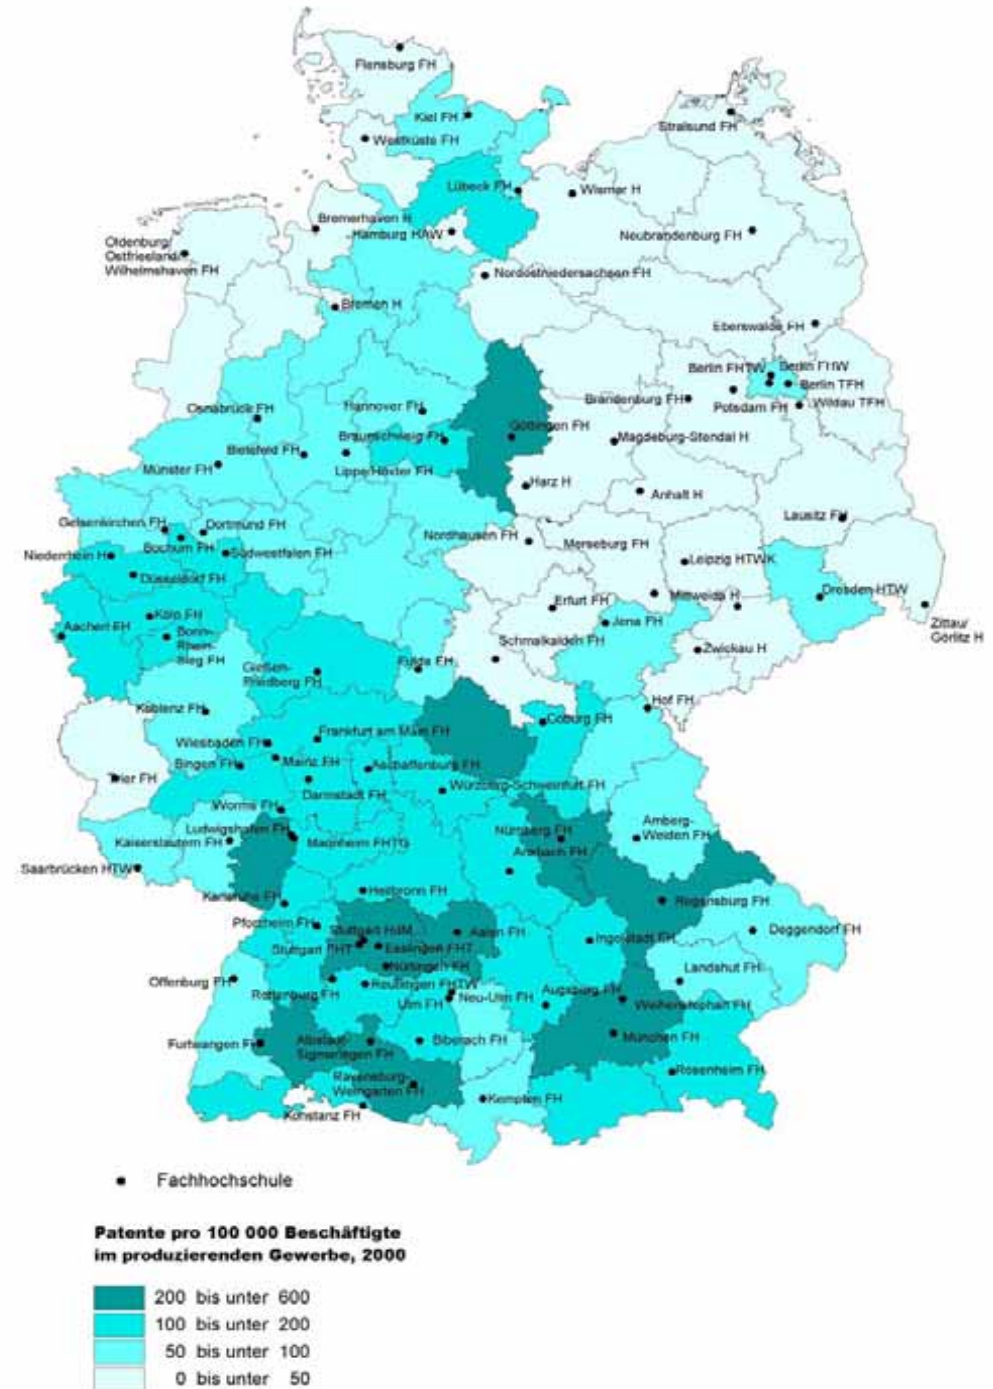 Flensburg FH
Kiel FH
Stralsund FH
Westküste FH
Lübeck FH
Wismar H
Bremerhaven H
Hamburg HAW
Neubrandenburg FH
Oldenburg/
Ostfriesland/
Wilhelmshaven FH
Nordostniedersachsen FH
Bremen H
Eberswalde FH
Berlin FHTW
Berlin FHW
Berlin TFH
Brandenburg FH
Potsdam FH
Wildau TFH
Osnabrück FH
Hannover FH
Göttingen FH
Braunschweig FH
Magdeburg-Stendal H
Bielefeld FH
Münster FH
Lippe/Höxter FH
Harz H
Anhalt H
Lausitz FH
Gelsenkirchen FH
Dortmund FH
Nordhausen FH
Merseburg FH
Bochum FH
Niederrhein H
Südwestfalen FH
Leipzig HTWK
Düsseldorf FH
Dresden HTW
Mittweida H
Erfurt FH
Köln FH
Aachen FH
Jena FH
Zittau/
Görlitz H
Bonn-
Rhein-
Sieg FH
Schmalkalden FH
Zwickau H
Gießen-
Friedberg FH
Fulda FH
Koblenz FH
Hof FH
Coburg FH
Frankfurt am Main FH
Wiesbaden FH
Bingen FH
Mainz FH
Aschaffenburg FH
Trier FH
Darmstadt FH
Würzburg-Schweinfurt FH
Worms FH
Ludwigshafen FH
Nürnberg FH
Amberg-
Weiden FH
Kaiserslautern FH
Mannheim FHTG
Ansbach FH
Saarbrücken HTW
Heilbronn FH
Karlsruhe FH
Regensburg FH
Pforzheim FH
Stuttgart HdM
Aalen FH
Deggendorf FH
Stuttgart FHT
Esslingen FHT
Ingolstadt FH
Nürtingen FH
Landshut FH
Offenburg FH
Reutlingen FHTW
Rottenburg FH
Ulm FH
Neu-Ulm FH
Augsburg FH
Weihenstephan FH
Furtwangen FH
Albstadt-
Sigmaringen FH
Biberach FH
München FH
Rosenheim FH
Ravensburg-
Weingarten FH
Konstanz FH
Kempten FH
Fachhochschule
Patente pro 100 000 Beschäftigte
im produzierenden Gewerbe, 2000
200 bis unter 600
100 bis unter 200
50 bis unter 100
0 bis unter 50